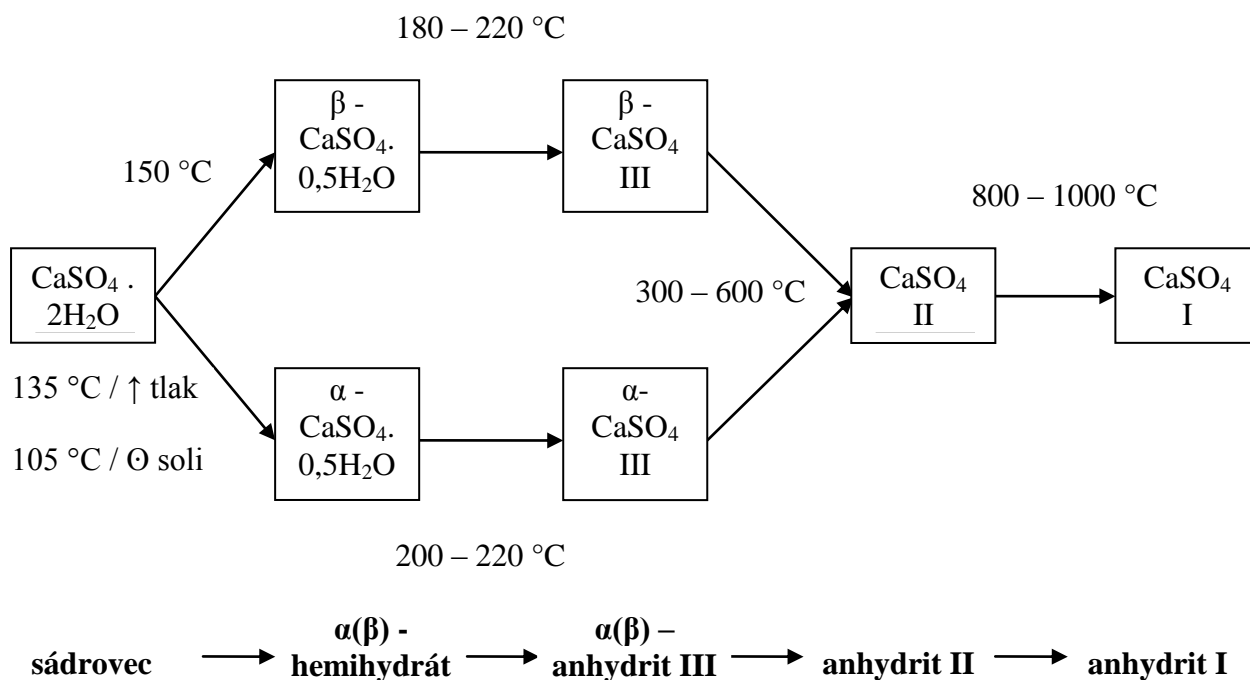 180 – 220 °C
β -
CaSO₄.
0,5H₂O
β -
CaSO₄
III
150 °C
800 – 1000 °C
CaSO₄ .
2H₂O
300 – 600 °C
CaSO₄
II
CaSO₄
I
135 °C / ↑ tlak
105 °C / ʘ soli
α -
CaSO₄.
0,5H₂O
α-
CaSO₄
III
200 – 220 °C
sádrovec
α(β) -
hemihydrát
α(β) –
anhydrit III
anhydrit II
anhydrit I